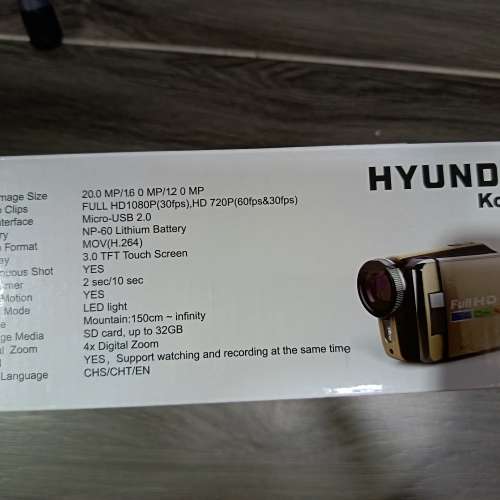 HYUND
Ko
mage Size 20.0 MP/16 0 MP/12 0 MP
Clips FULL HD1080P(30fps),HD 720P(60fps&30fps)
terface Micro-USB 2.0
ry NP-60 Lithium Battery
Format MOV(H.264)
ay 3.0 TFT Touch Screen
nuous Shot YES
mer 2 sec/10 sec
Motion YES
Mode LED light
e Mountain:150cm ~ infinity
ge Media SD card, up to 32GB
l Zoom 4x Digital Zoom
YES, Support watching and recording at the same time
Language CHS/CHT/EN
Full HD